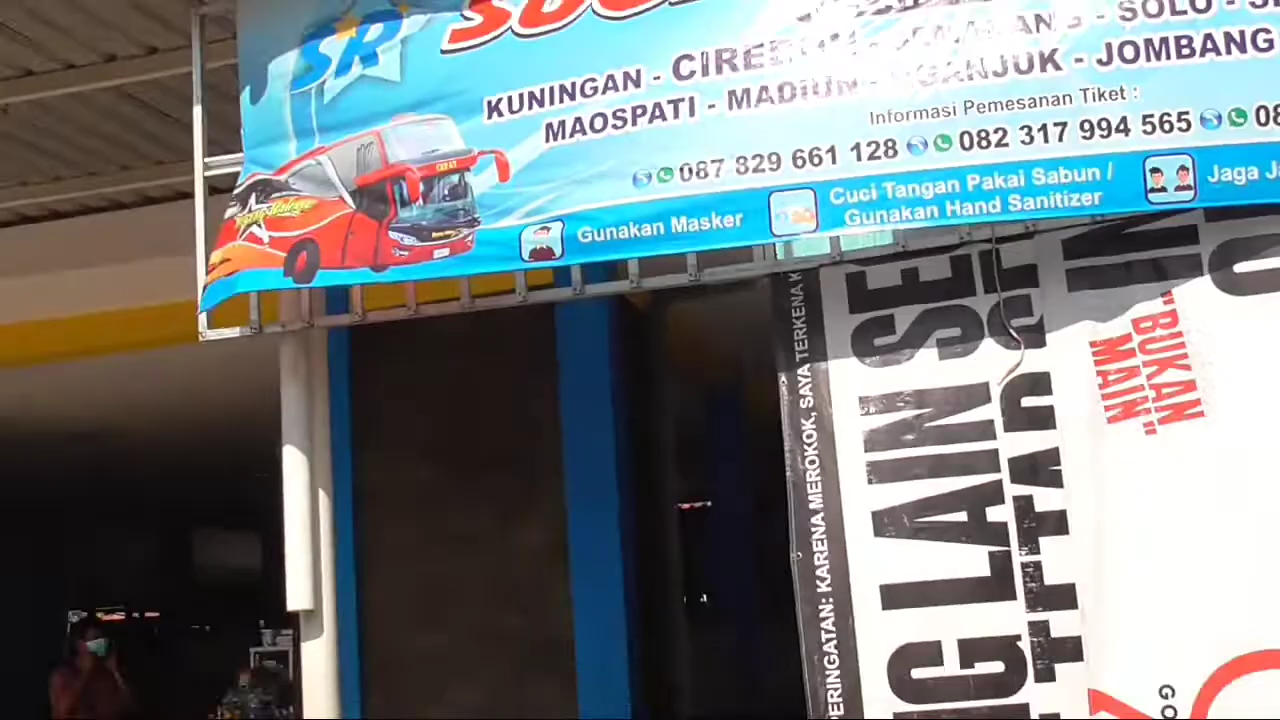 SR
KUNINGAN - CIREBON - SEMARANG - SOLO -
MAOSPATI - MADIUN - NGANJUK - JOMBANG
Informasi Pemesanan Tiket :
087 829 661 128 082 317 994 565 08
Gunakan Masker
Cuci Tangan Pakai Sabun /
Gunakan Hand Sanitizer
Jaga
PERINGATAN: KARENA MEROKOK, SAYA TERKENA K
G LAIN SE
"BUKAN
MAIN"
GO